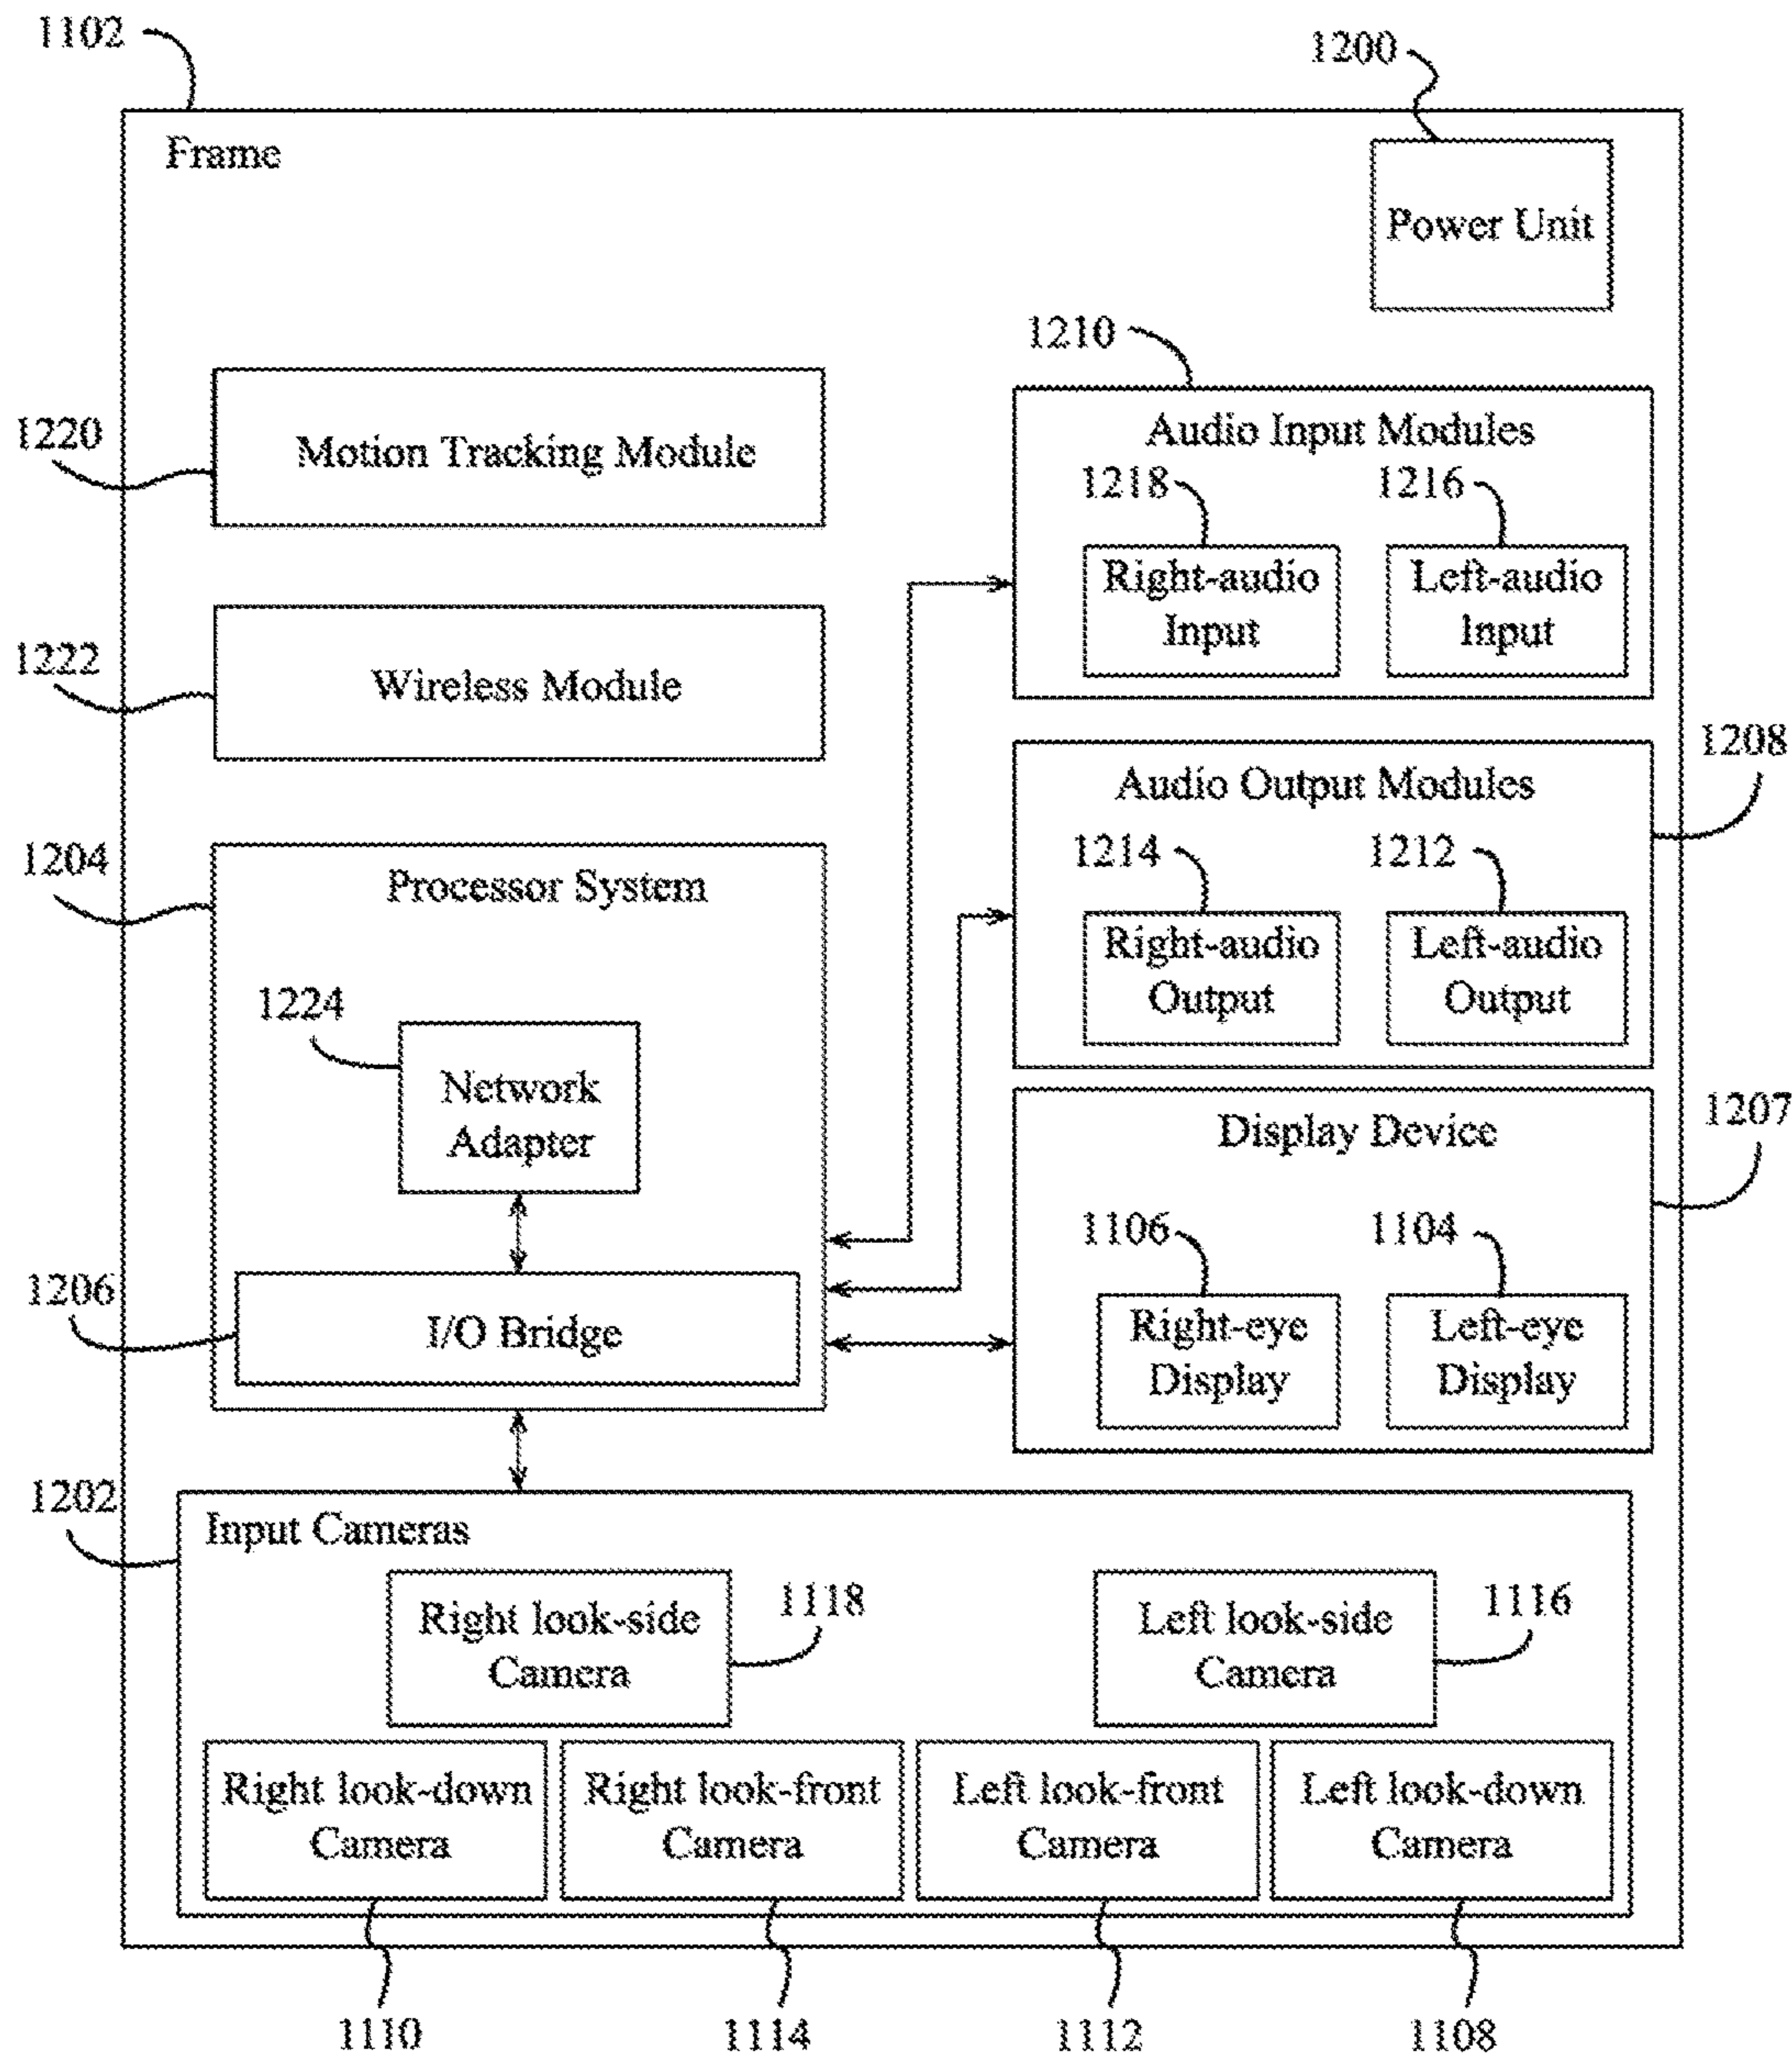 1102
1200
Frame
Power Unit
1210
1220
Motion Tracking Module
Audio Input Modules
1218
1216
Right-audio
Input
Left-audio
Input
1222
Wireless Module
1208
Audio Output Modules
1214
1212
Right-audio
Output
Left-audio
Output
1204
Processor System
1224
Network
Adapter
1207
Display Device
1106
1104
Right-eye
Display
Left-eye
Display
1206
I/O Bridge
1202
Input Cameras
Right look-side
Camera
1118
Left look-side
Camera
1116
Right look-down
Camera
Right look-front
Camera
Left look-front
Camera
Left look-down
Camera
1110
1114
1112
1108